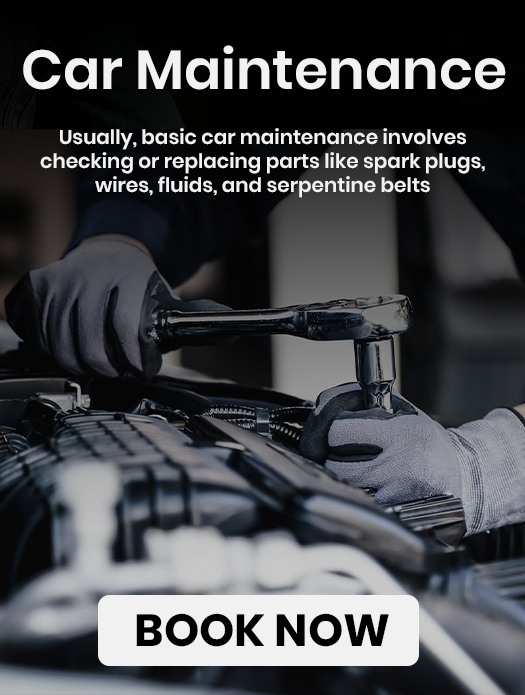 Car Maintenance
Usually, basic car maintenance involves
checking or replacing parts like spark plugs,
wires, fluids, and serpentine belts
BOOK NOW